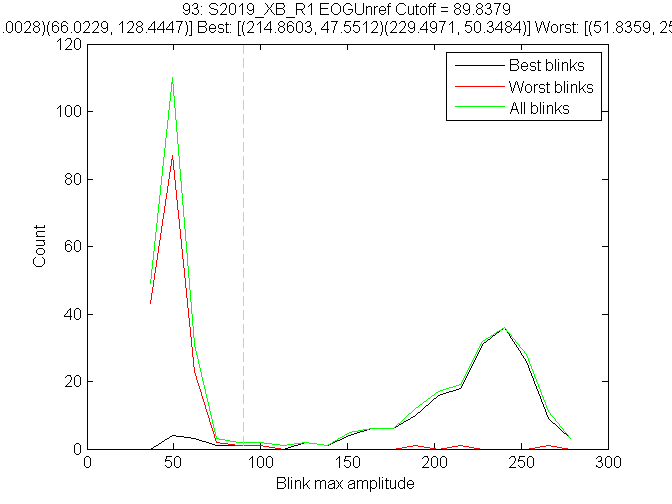 93: S2019_XB_R1 EOGUnref Cutoff = 89.8379
.0028)(66.0229, 128.4447)] Best: [(214.8603, 47.5512)(229.4971, 50.3484)] Worst: [(51.8359, 25
120
100
80
60
40
20
0
Count
Best blinks
Worst blinks
All blinks
0 50 100 150 200 250 300
Blink max amplitude